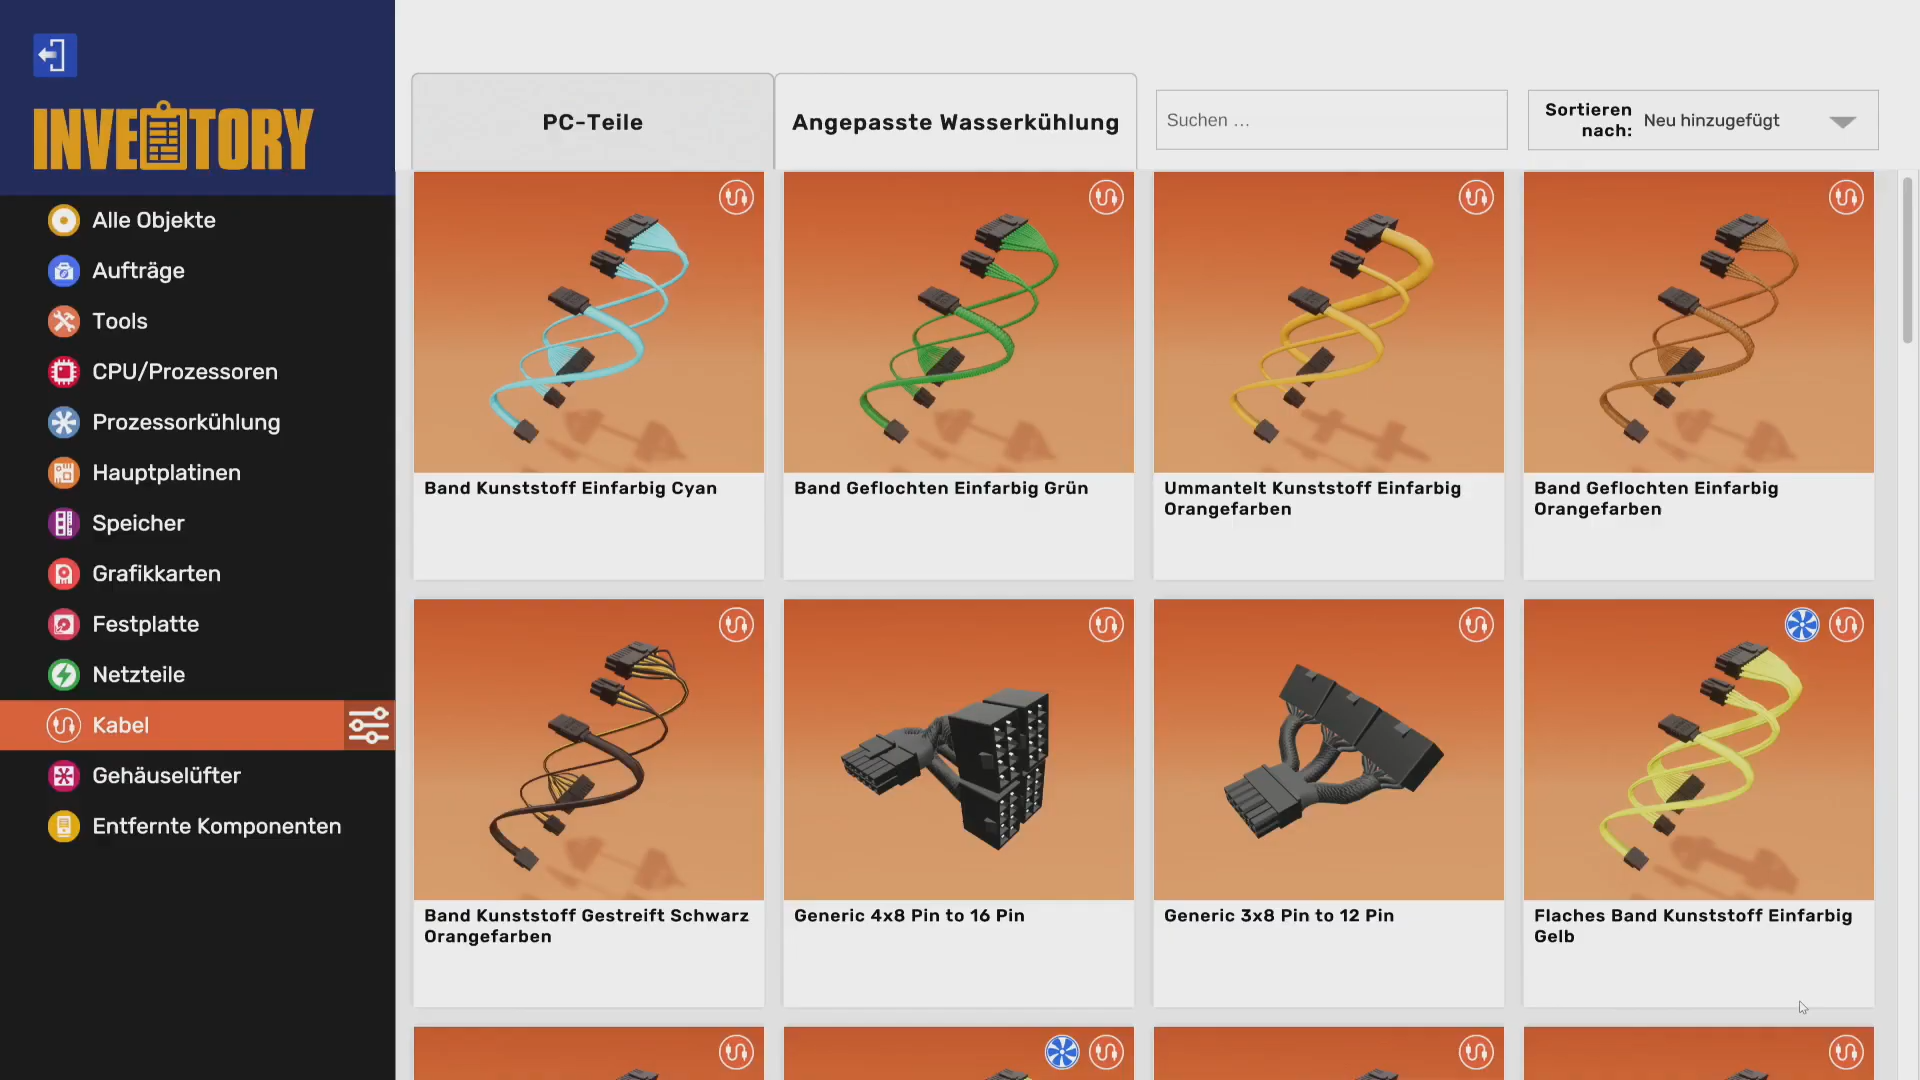 INVENTORY
Alle Objekte
Aufträge
Tools
CPU/Prozessoren
Prozessorkühlung
Hauptplatinen
Speicher
Grafikkarten
Festplatte
Netzteile
Kabel
Gehäuselüfter
Entfernte Komponenten
PC-Teile
Angepasste Wasserkühlung
Suchen ...
Sortieren
nach:
Neu hinzugefügt
Band Kunststoff Einfarbig Cyan
Band Geflochten Einfarbig Grün
Ummantelt Kunststoff Einfarbig
Orangefarben
Band Geflochten Einfarbig
Orangefarben
Band Kunststoff Gestreift Schwarz
Orangefarben
Generic 4x8 Pin to 16 Pin
Generic 3x8 Pin to 12 Pin
Flaches Band Kunststoff Einfarbig
Gelb